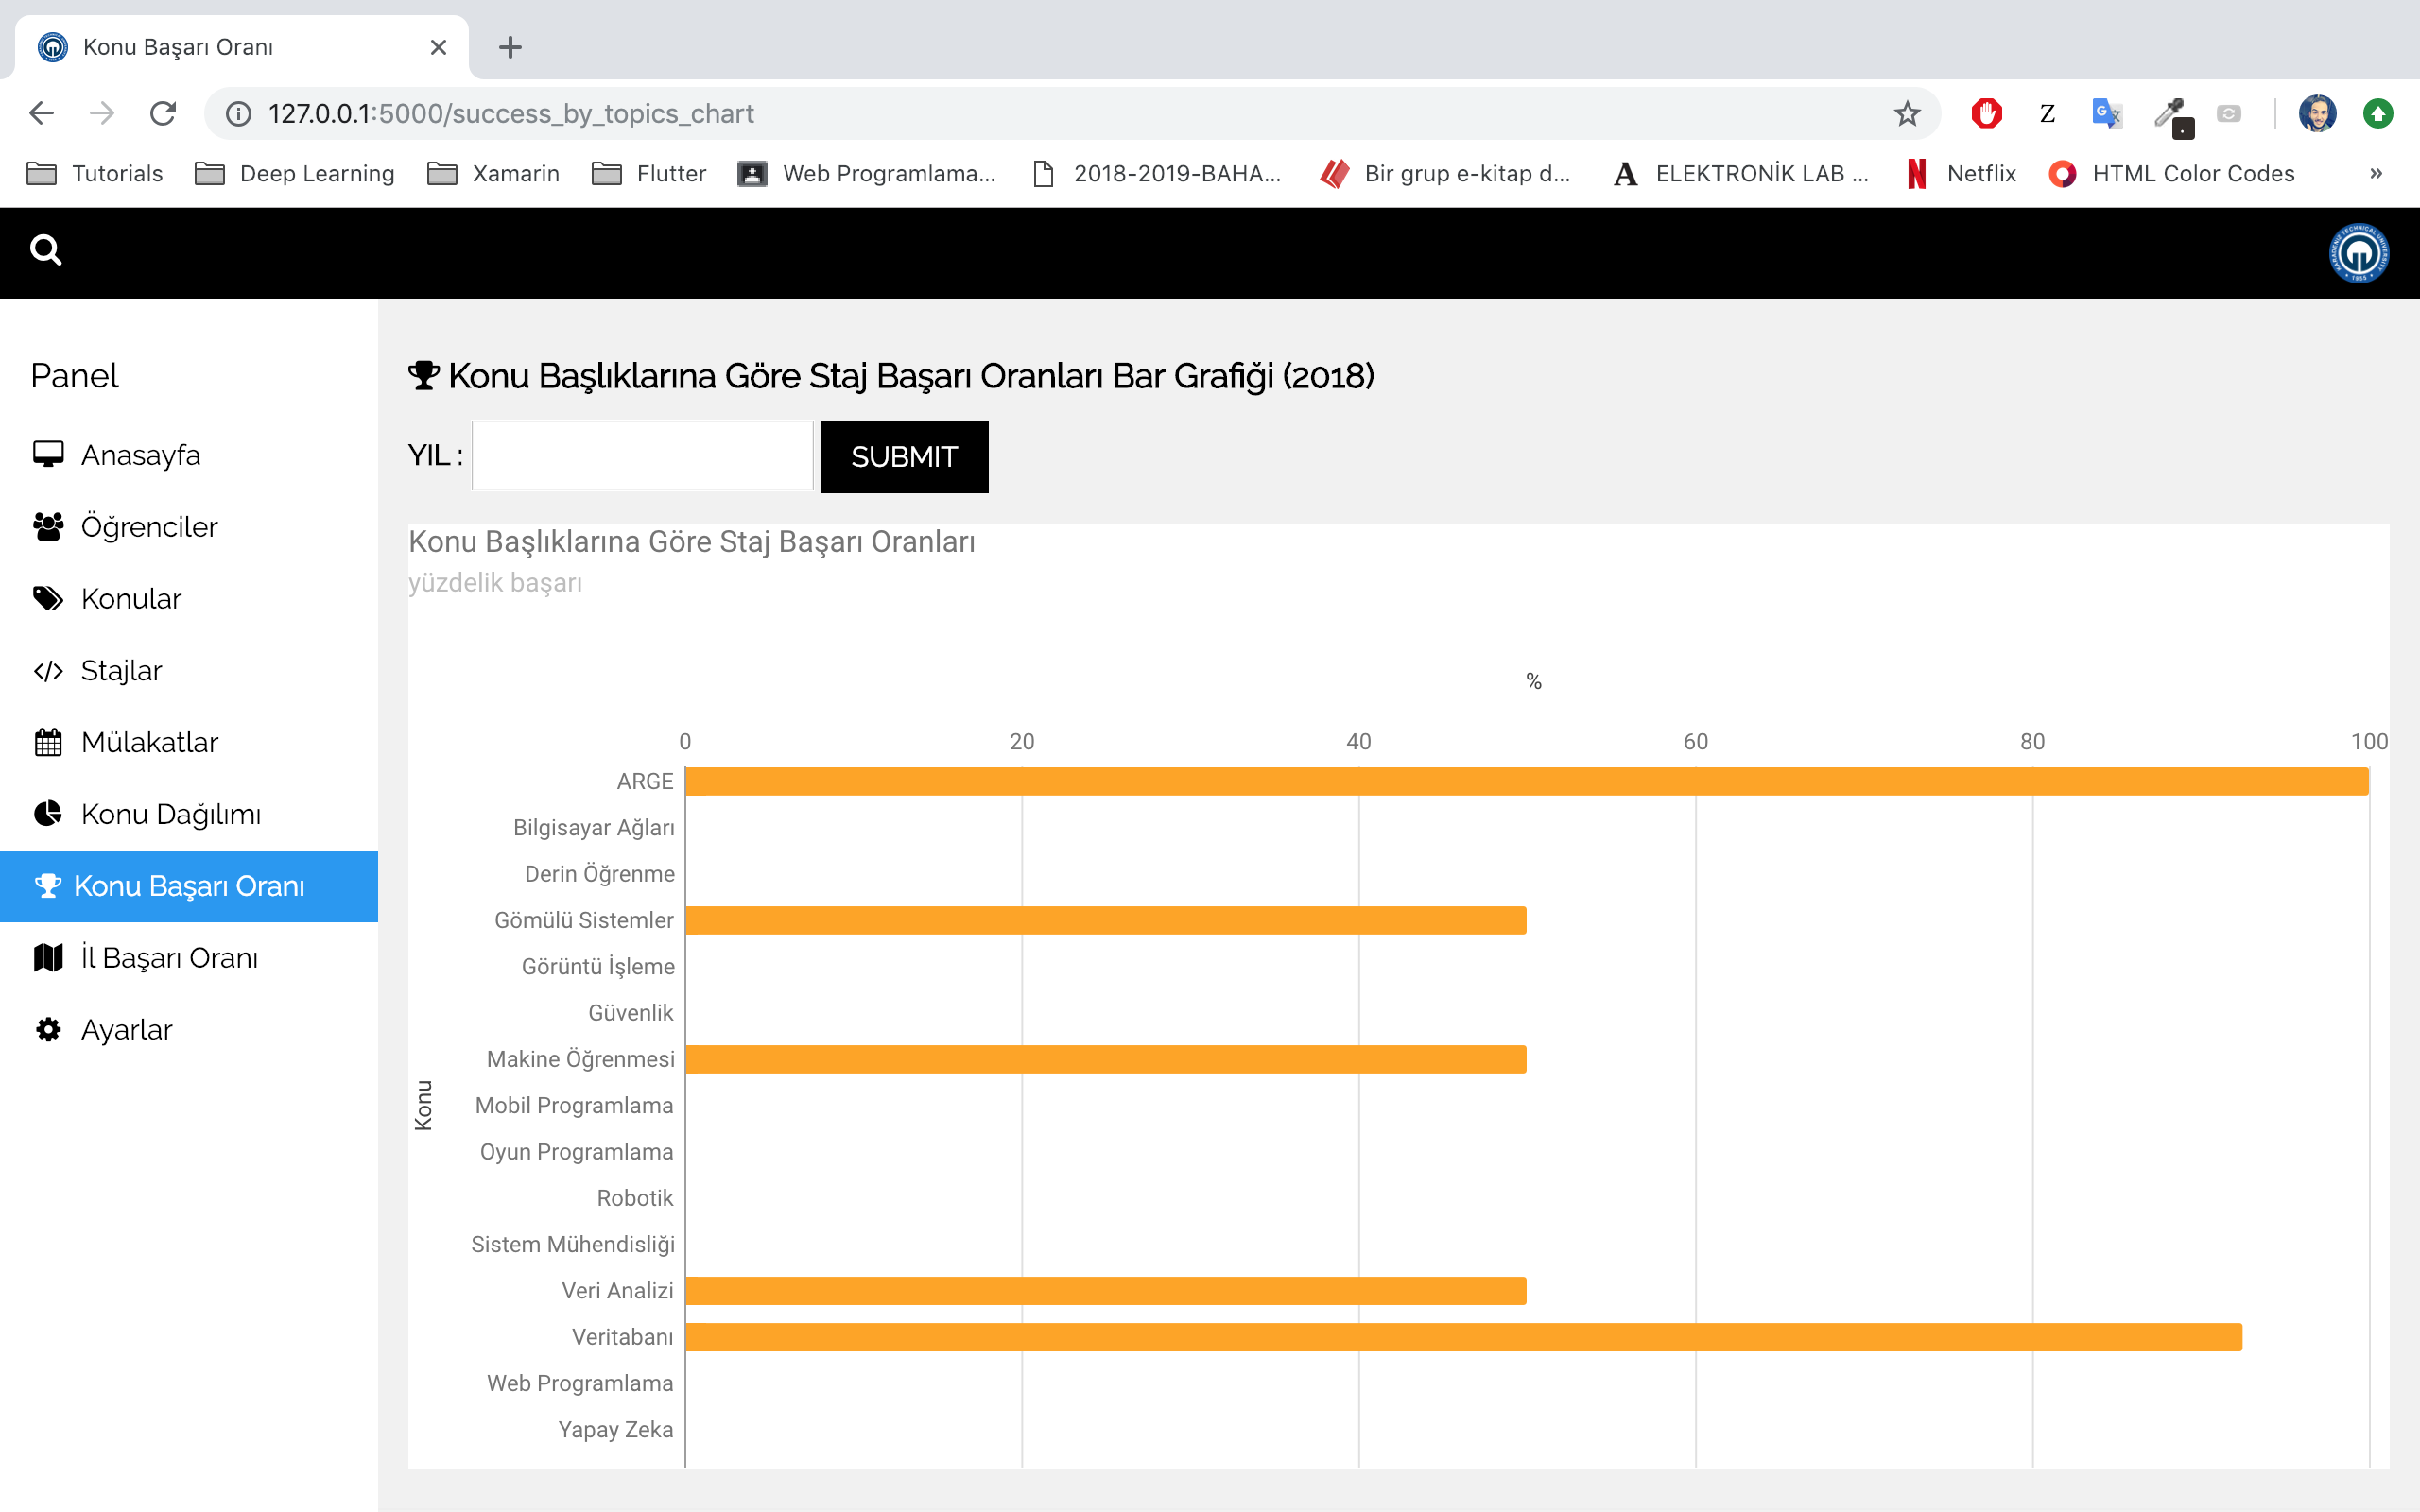 Konu Başarı Oranı
127.0.0.1:5000/success_by_topics_chart
Z
Tutorials
Deep Learning
Xamarin
Flutter
Web Programlama...
2018-2019-BAHA...
Bir grup e-kitap d...
A ELEKTRONİK LAB ...
Netflix
HTML Color Codes
»
Panel
Anasayfa
Öğrenciler
Konular
Stajlar
Mülakatlar
Konu Dağılımı
Konu Başarı Oranı
İl Başarı Oranı
Ayarlar
Konu Başlıklarına Göre Staj Başarı Oranları Bar Grafiği (2018)
YIL : SUBMIT
Konu Başlıklarına Göre Staj Başarı Oranları
yüzdelik başarı
%
0 20 40 60 80 100
ARGE
Bilgisayar Ağları
Derin Öğrenme
Gömülü Sistemler
Görüntü İşleme
Güvenlik
Makine Öğrenmesi
Mobil Programlama
Oyun Programlama
Robotik
Sistem Mühendisliği
Veri Analizi
Veritabanı
Web Programlama
Yapay Zeka
Konu